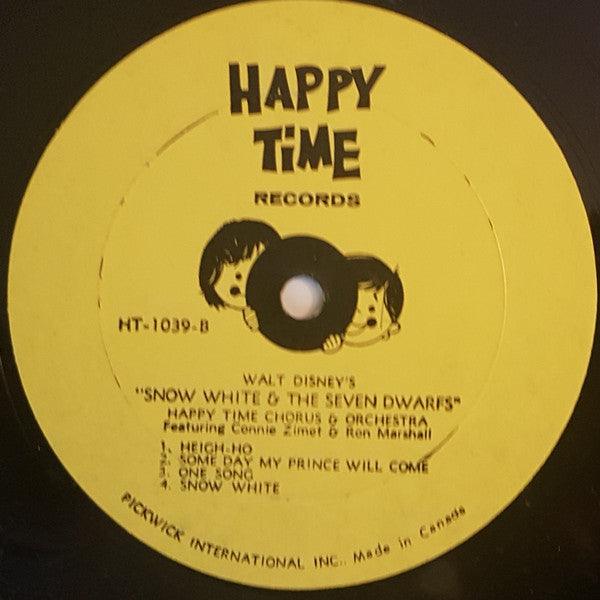 HAPPY
TiME
RECORDS
HT-1039-B
WALT DISNEY'S
"SNOW WHITE & THE SEVEN DWARFS"
HAPPY TIME CHORUS & ORCHESTRA
Featuring Connie Zimet & Ron Marshall
1. HEIGH-HO
2. SOME DAY MY PRINCE WILL COME
3. ONE SONG
4. SNOW WHITE
PICKWICK INTERNATIONAL INC.. Made in Canada